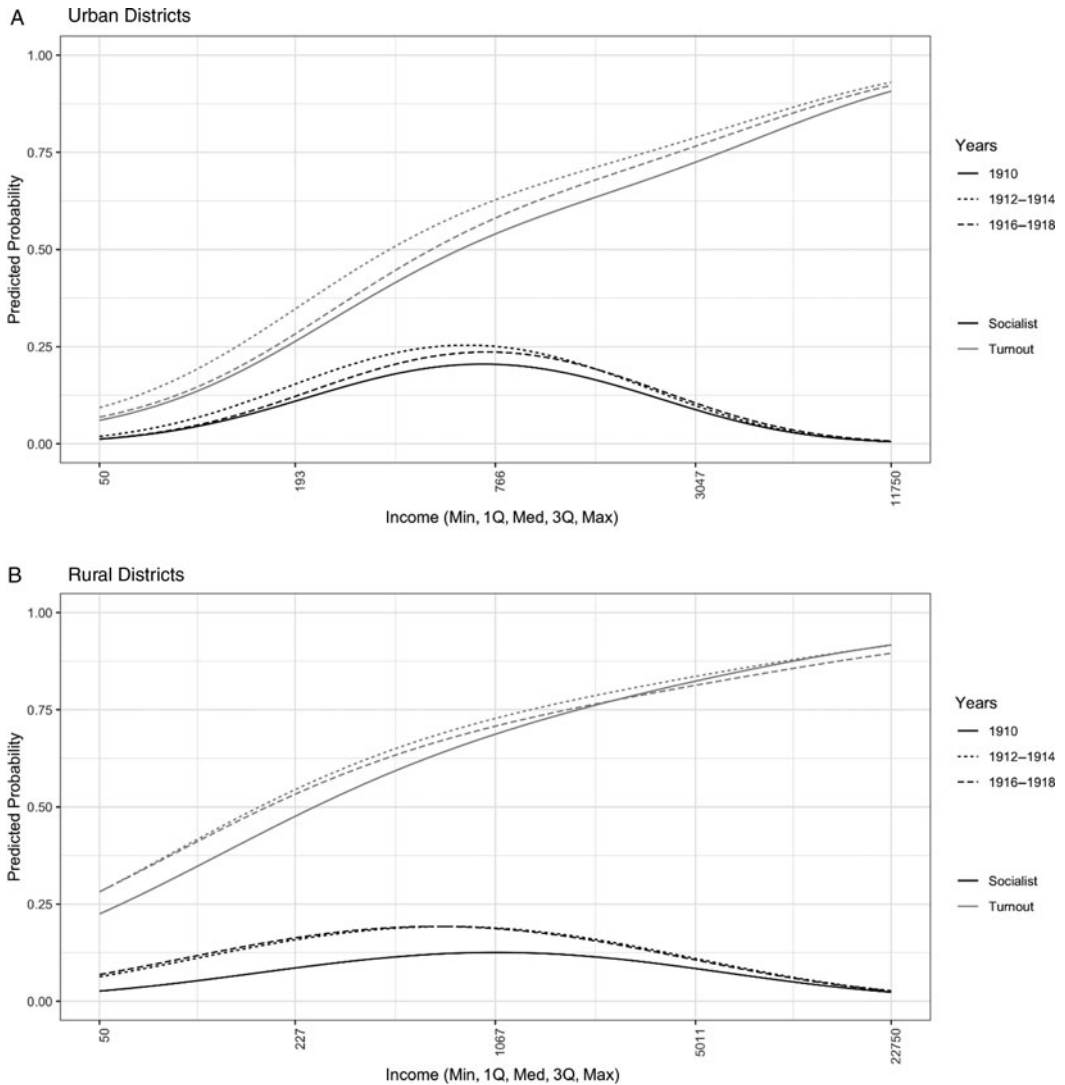 A Urban Districts
1.00
0.75
0.50
0.25
0.00
Predicted Probability
50
193
766
3047
11750
Income (Min, 1Q, Med, 3Q, Max)
Years
1910
1912–1914
1916–1918
Socialist
Turnout
B Rural Districts
1.00
0.75
0.50
0.25
0.00
Predicted Probability
50
227
1067
5011
22750
Income (Min, 1Q, Med, 3Q, Max)
Years
1910
1912–1914
1916–1918
Socialist
Turnout